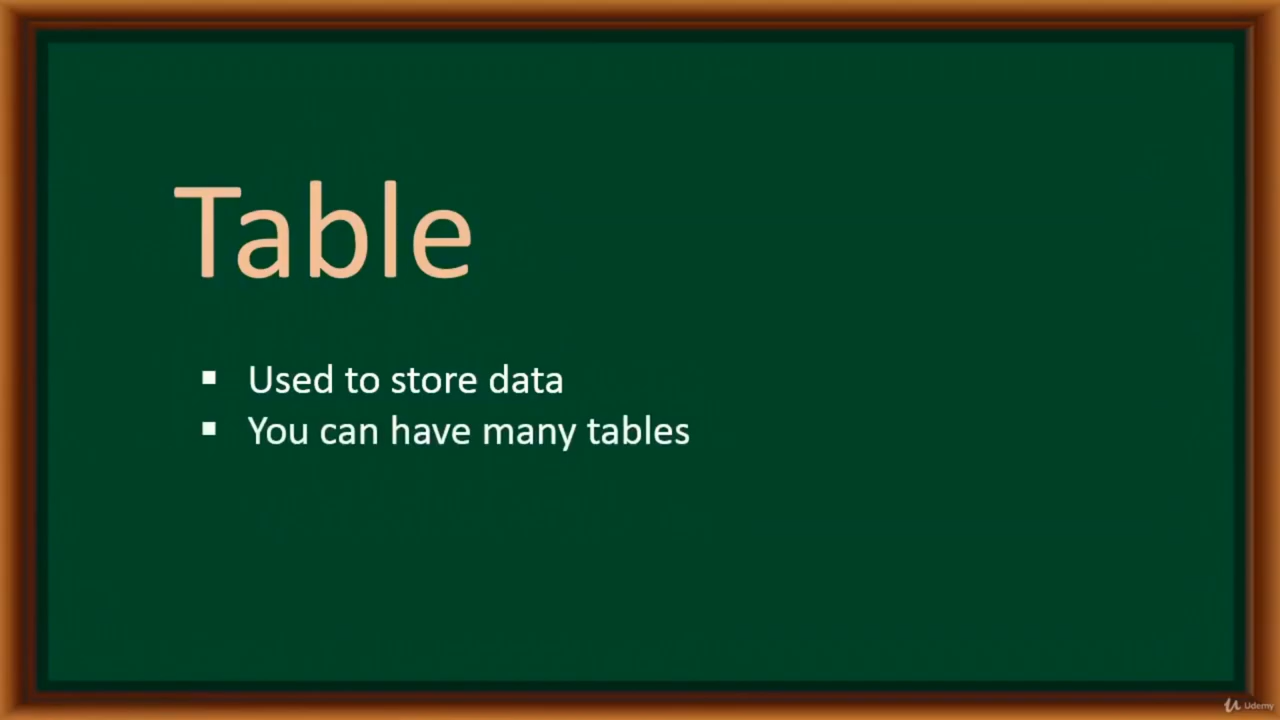 Table
▪ Used to store data
▪ You can have many tables
Udemy